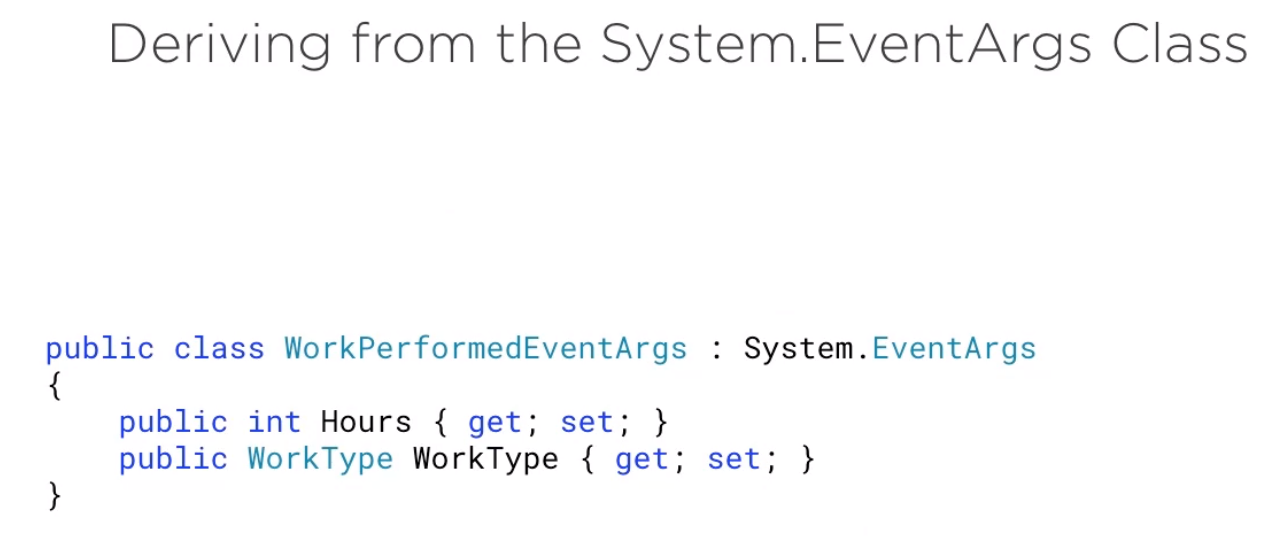 Deriving from the System.EventArgs Class
public class WorkPerformedEventArgs : System.EventArgs
{
    public int Hours { get; set; }
    public WorkType WorkType { get; set; }
}